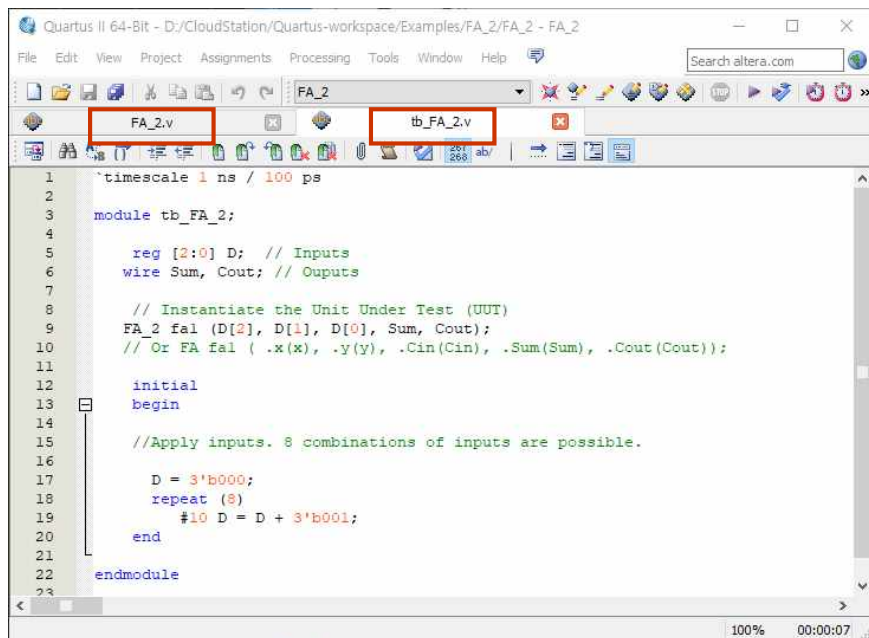 Quartus II 64-Bit - D:/CloudStation/Quartus-workspace/Examples/FA_2/FA_2 - FA_2
File Edit View Project Assignments Processing Tools Window Help
Search altera.com
FA_2
STOP
FA_2.v
tb_FA_2.v
267
268
ab/
1 `timescale 1 ns / 100 ps
2
3 module tb_FA_2;
4
5 reg [2:0] D; // Inputs
6 wire Sum, Cout; // Ouputs
7
8 // Instantiate the Unit Under Test (UUT)
9 FA_2 fa1 (D[2], D[1], D[0], Sum, Cout);
10 // Or FA fa1 ( .x(x), .y(y), .Cin(Cin), .Sum(Sum), .Cout(Cout));
11
12 initial
13 begin
14
15 //Apply inputs. 8 combinations of inputs are possible.
16
17 D = 3'b000;
18 repeat (8)
19 #10 D = D + 3'b001;
20 end
21
22 endmodule
23
100% 00:00:07